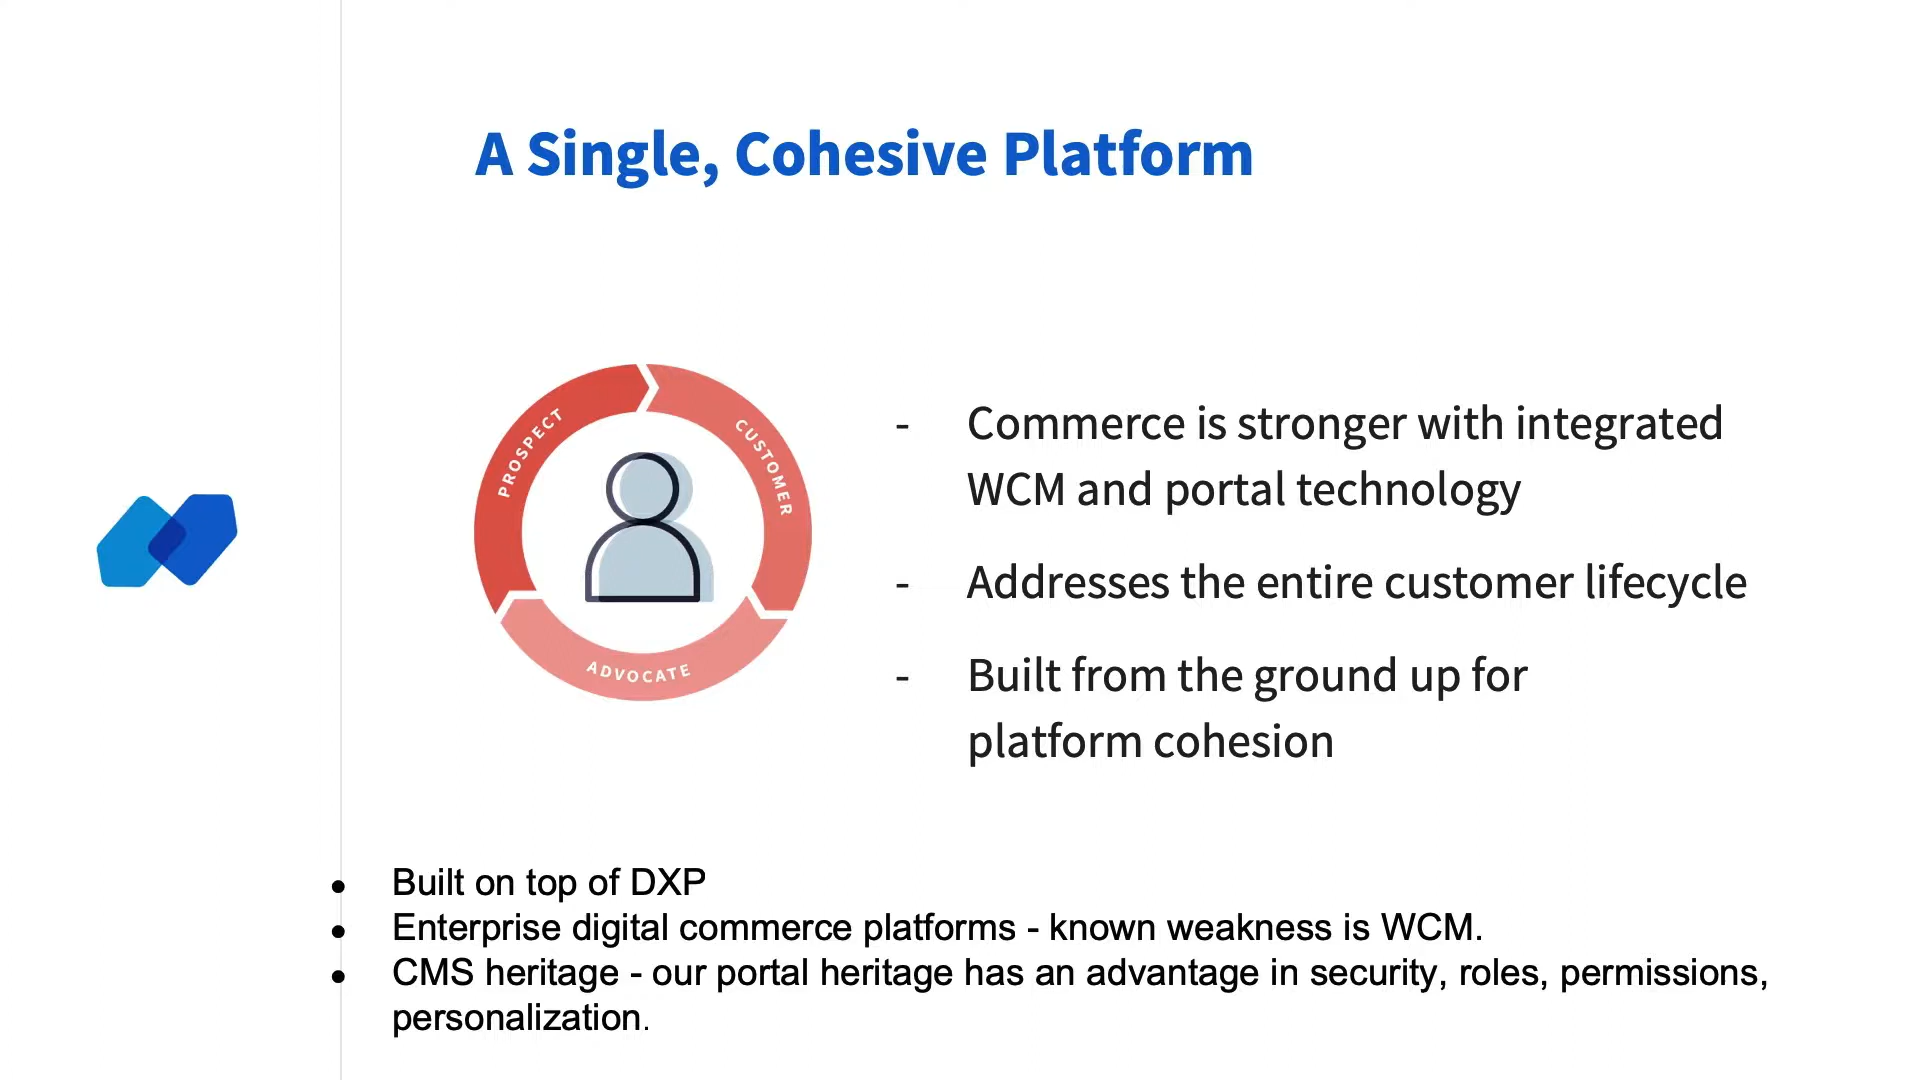 A Single, Cohesive Platform
PROSPECT
CUSTOMER
ADVOCATE
- Commerce is stronger with integrated
WCM and portal technology
- Addresses the entire customer lifecycle
- Built from the ground up for
platform cohesion
• Built on top of DXP
• Enterprise digital commerce platforms - known weakness is WCM.
• CMS heritage - our portal heritage has an advantage in security, roles, permissions,
personalization.